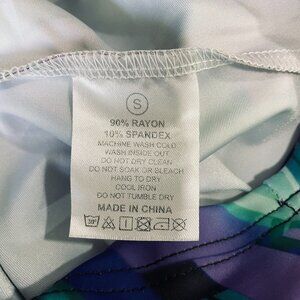 S
90% RAYON
10% SPANDEX
MACHINE WASH COLD
WASH INSIDE OUT
DO NOT DRY CLEAN
DO NOT SOAK OR BLEACH
HANG TO DRY
COOL IRON
DO NOT TUMBLE DRY
MADE IN CHINA
30°